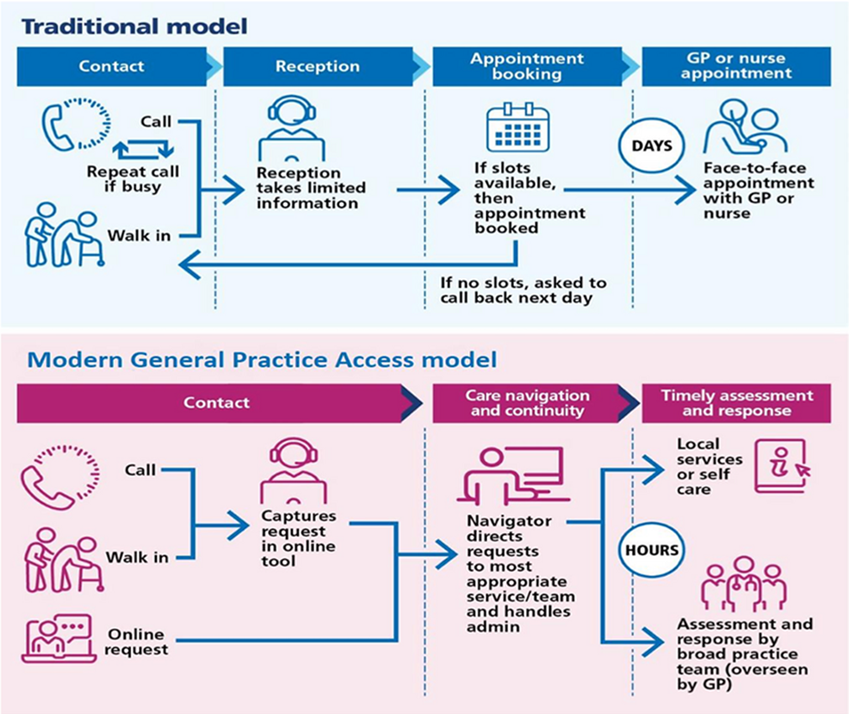 Traditional model
Contact
Reception
Appointment
booking
GP or nurse
appointment
Call
Repeat call
if busy
Walk in
Reception
takes limited
information
If slots
available,
then
appointment
booked
If no slots, asked to
call back next day
DAYS
Face-to-face
appointment
with GP or
nurse
Modern General Practice Access model
Contact
Care navigation
and continuity
Timely assessment
and response
Call
Walk in
Online
request
Captures
request
in online
tool
Navigator
directs
requests
to most
appropriate
service/team
and handles
admin
Local
services
or self
care
HOURS
Assessment and
response by
broad practice
team (overseen
by GP)